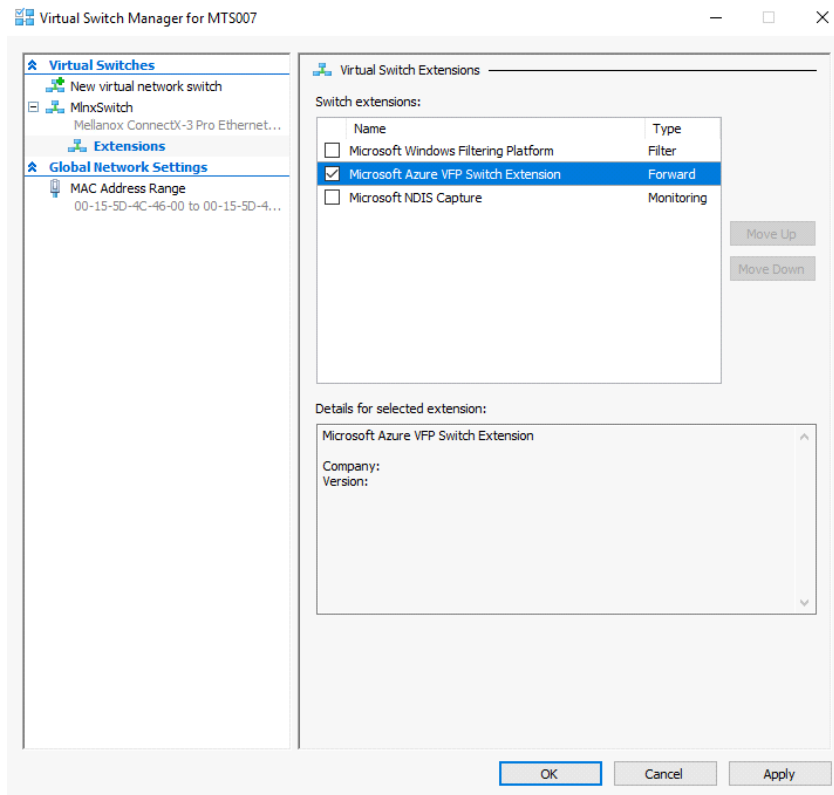 Virtual Switch Manager for MTS007
Virtual Switches
New virtual network switch
MlnxSwitch
Mellanox ConnectX-3 Pro Ethernet...
Extensions
Global Network Settings
MAC Address Range
00-15-5D-4C-46-00 to 00-15-5D-4...
Virtual Switch Extensions
Switch extensions:
Name Type
Microsoft Windows Filtering Platform Filter
Microsoft Azure VFP Switch Extension Forward
Microsoft NDIS Capture Monitoring
Move Up
Move Down
Details for selected extension:
Microsoft Azure VFP Switch Extension
Company:
Version:
OK Cancel Apply